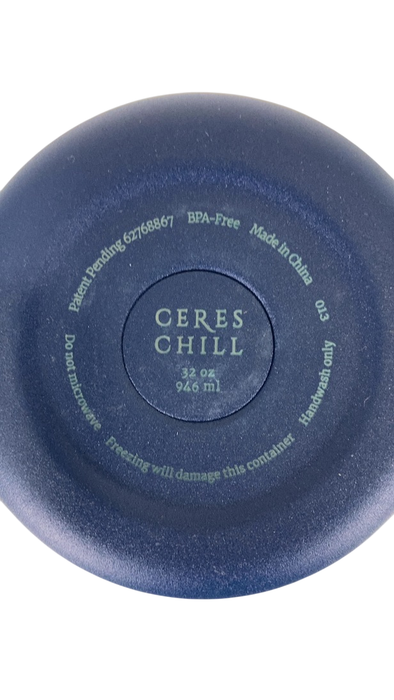 Patent Pending 62768867 BPA-Free Made in China 013
CERES
CHILL
32 oz
946 ml
Do not microwave Freezing will damage this container Handwash only